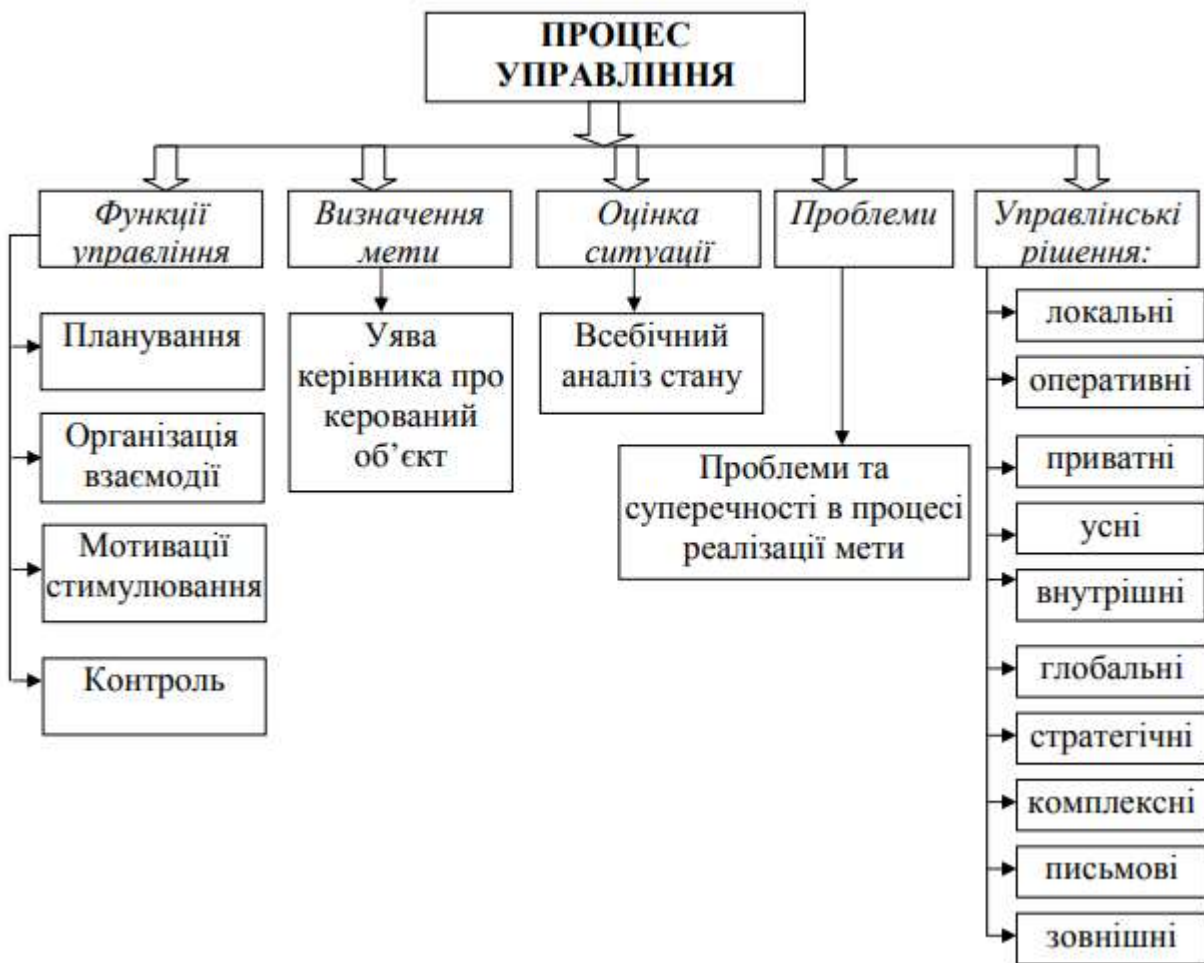 ПРОЦЕС
УПРАВЛІННЯ
Функції
управління
Визначення
мети
Оцінка
ситуації
Проблеми
Управлінські
рішення:
Планування
Організація
взаємодії
Мотивації
стимулювання
Контроль
Уява
керівника про
керований
об’єкт
Всебічний
аналіз стану
Проблеми та
суперечності в процесі
реалізації мети
локальні
оперативні
приватні
усні
внутрішні
глобальні
стратегічні
комплексні
письмові
зовнішні